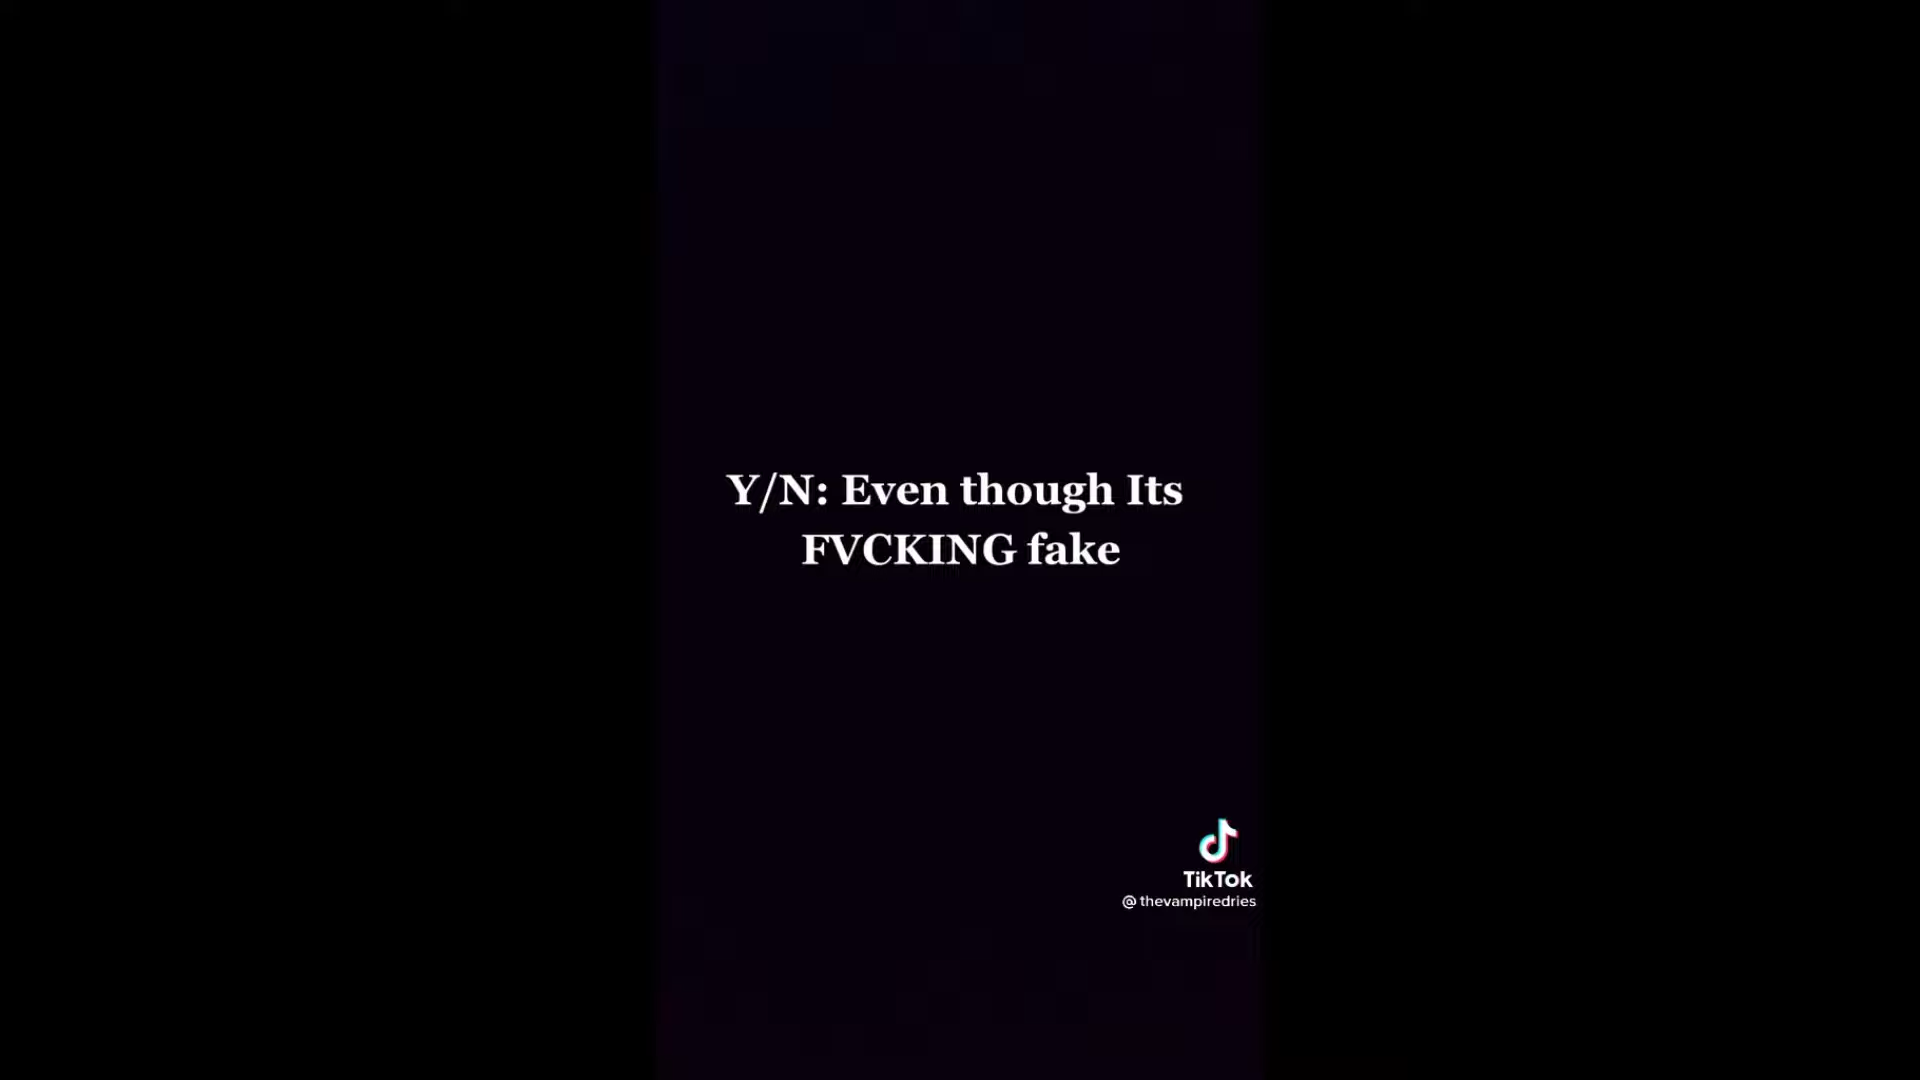 Y/N: Even though Its
FVCKING fake
TikTok
@ thevampiredries